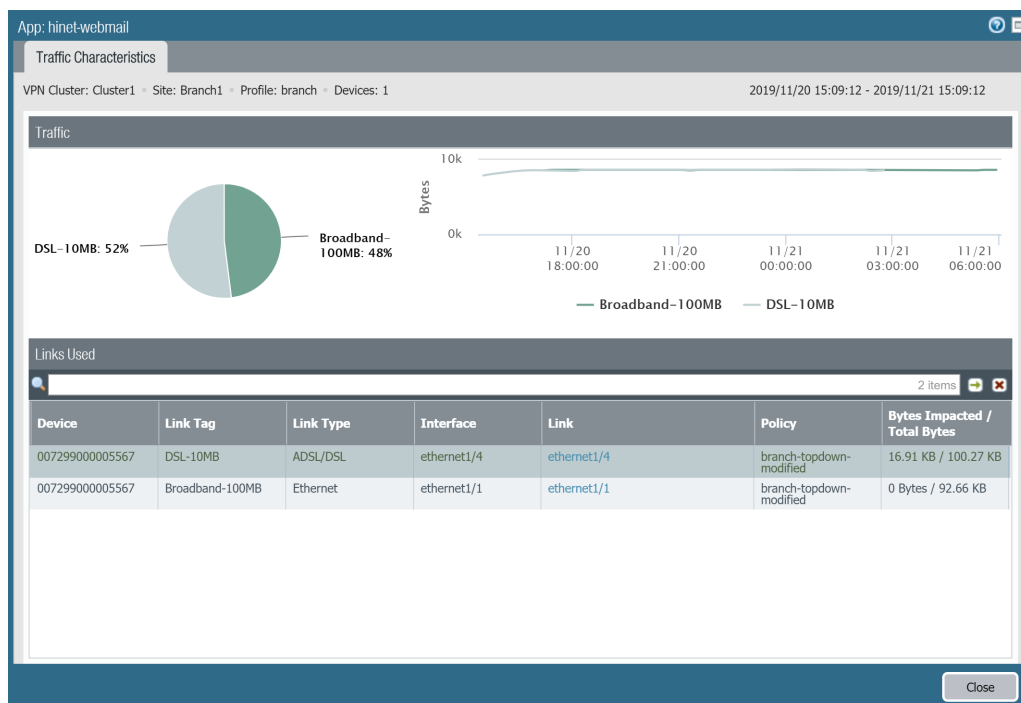 App: hinet-webmail
Traffic Characteristics
VPN Cluster: Cluster1 Site: Branch1 Profile: branch Devices: 1
2019/11/20 15:09:12 - 2019/11/21 15:09:12
Traffic
DSL-10MB: 52%
Broadband-
100MB: 48%
Bytes
10k
0k
11/20
18:00:00
11/20
21:00:00
11/21
00:00:00
11/21
03:00:00
11/21
06:00:00
Broadband-100MB DSL-10MB
Links Used
2 items
Device Link Tag Link Type Interface Link Policy Bytes Impacted /
Total Bytes
007299000005567 DSL-10MB ADSL/DSL ethernet1/4 ethernet1/4 branch-topdown-
modified 16.91 KB / 100.27 KB
007299000005567 Broadband-100MB Ethernet ethernet1/1 ethernet1/1 branch-topdown-
modified 0 Bytes / 92.66 KB
Close